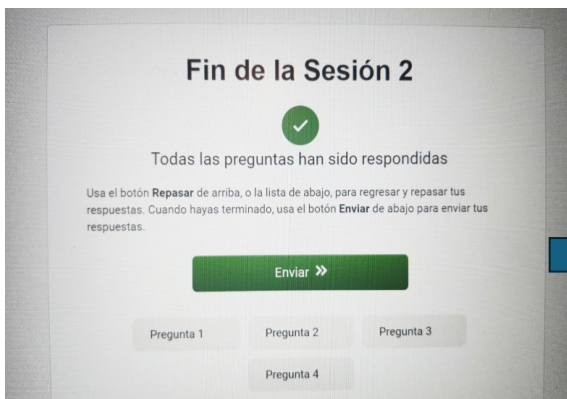 Fin de la Sesión 2
Todas las preguntas han sido respondidas
Usa el botón Repasar de arriba, o la lista de abajo, para regresar y repasar tus
respuestas. Cuando hayas terminado, usa el botón Enviar de abajo para enviar tus
respuestas.
Enviar »
Pregunta 1 Pregunta 2 Pregunta 3
Pregunta 4